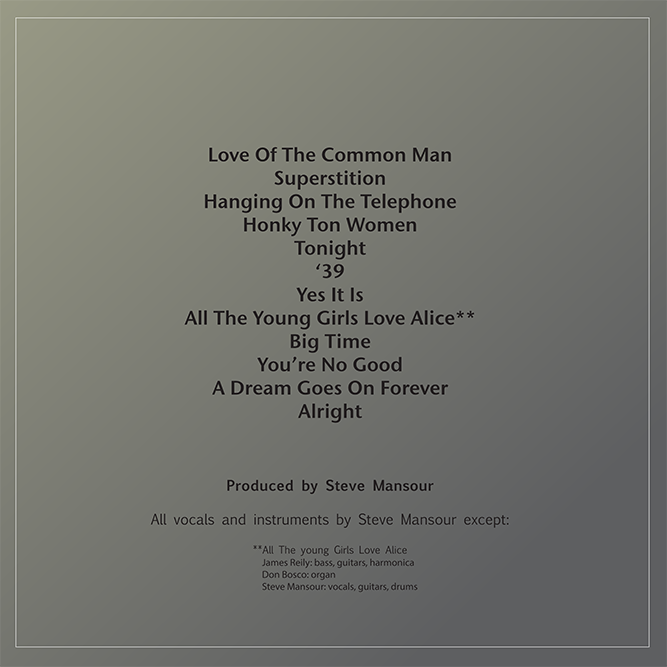 Love Of The Common Man
Superstition
Hanging On The Telephone
Honky Ton Women
Tonight
‘39
Yes It Is
All The Young Girls Love Alice**
Big Time
You’re No Good
A Dream Goes On Forever
Alright
Produced by Steve Mansour
All vocals and instruments by Steve Mansour except:
**All The young Girls Love Alice
James Reily: bass, guitars, harmonica
Don Bosco: organ
Steve Mansour: vocals, guitars, drums